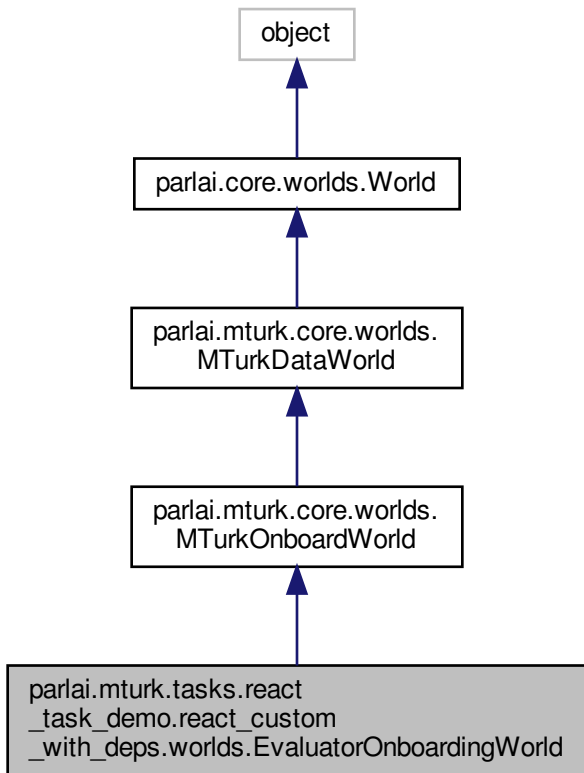 object
parlai.core.worlds.World
parlai.mturk.core.worlds.
MTurkDataWorld
parlai.mturk.core.worlds.
MTurkOnboardWorld
parlai.mturk.tasks.react
_task_demo.react_custom
_with_deps.worlds.EvaluatorOnboardingWorld